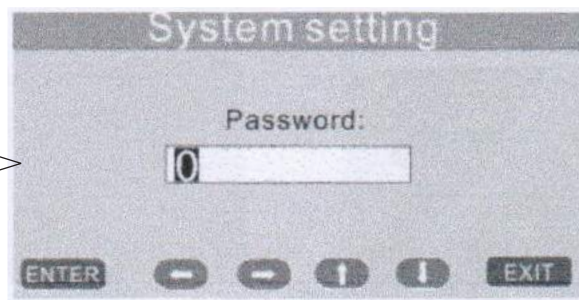 System setting
Password:
0
ENTER ← → ↑ ↓ EXIT